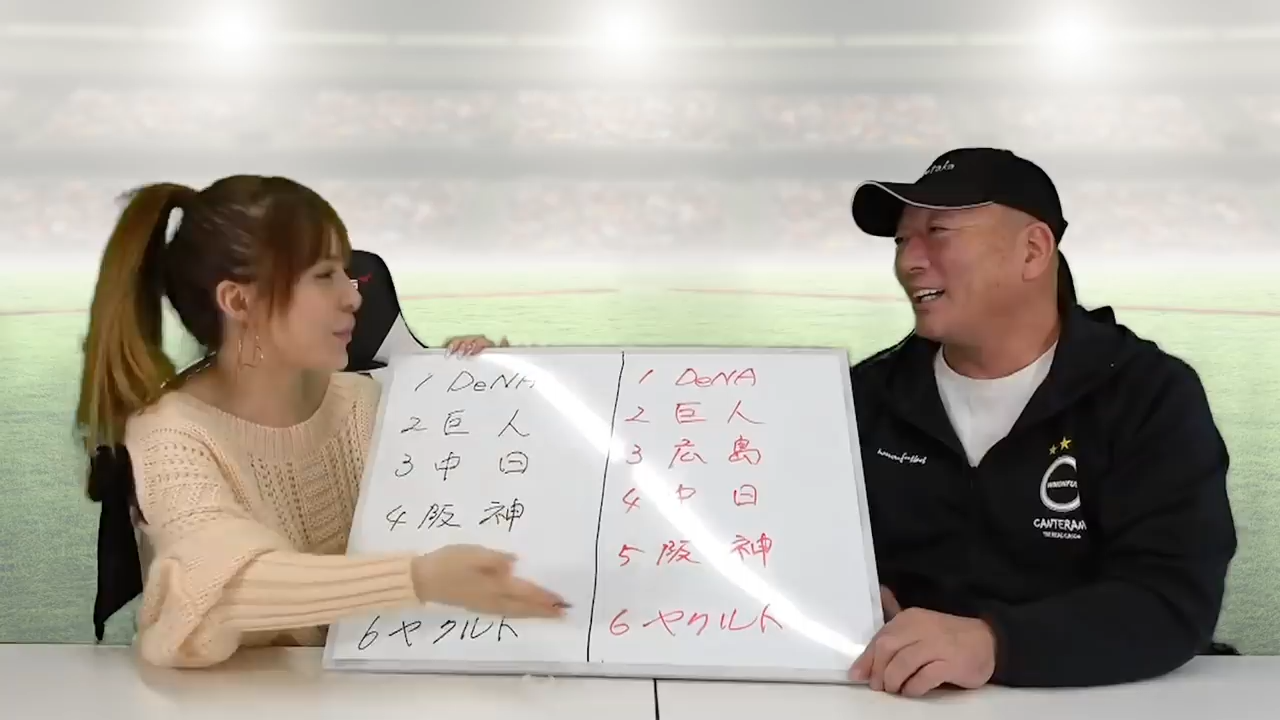 1 DeNA
2 巨人
3 中日
4 阪神
6 ヤクルト
1 DeNA
2 巨人
3 広島
4 中日
5 阪神
6 ヤクルト
CANTERA